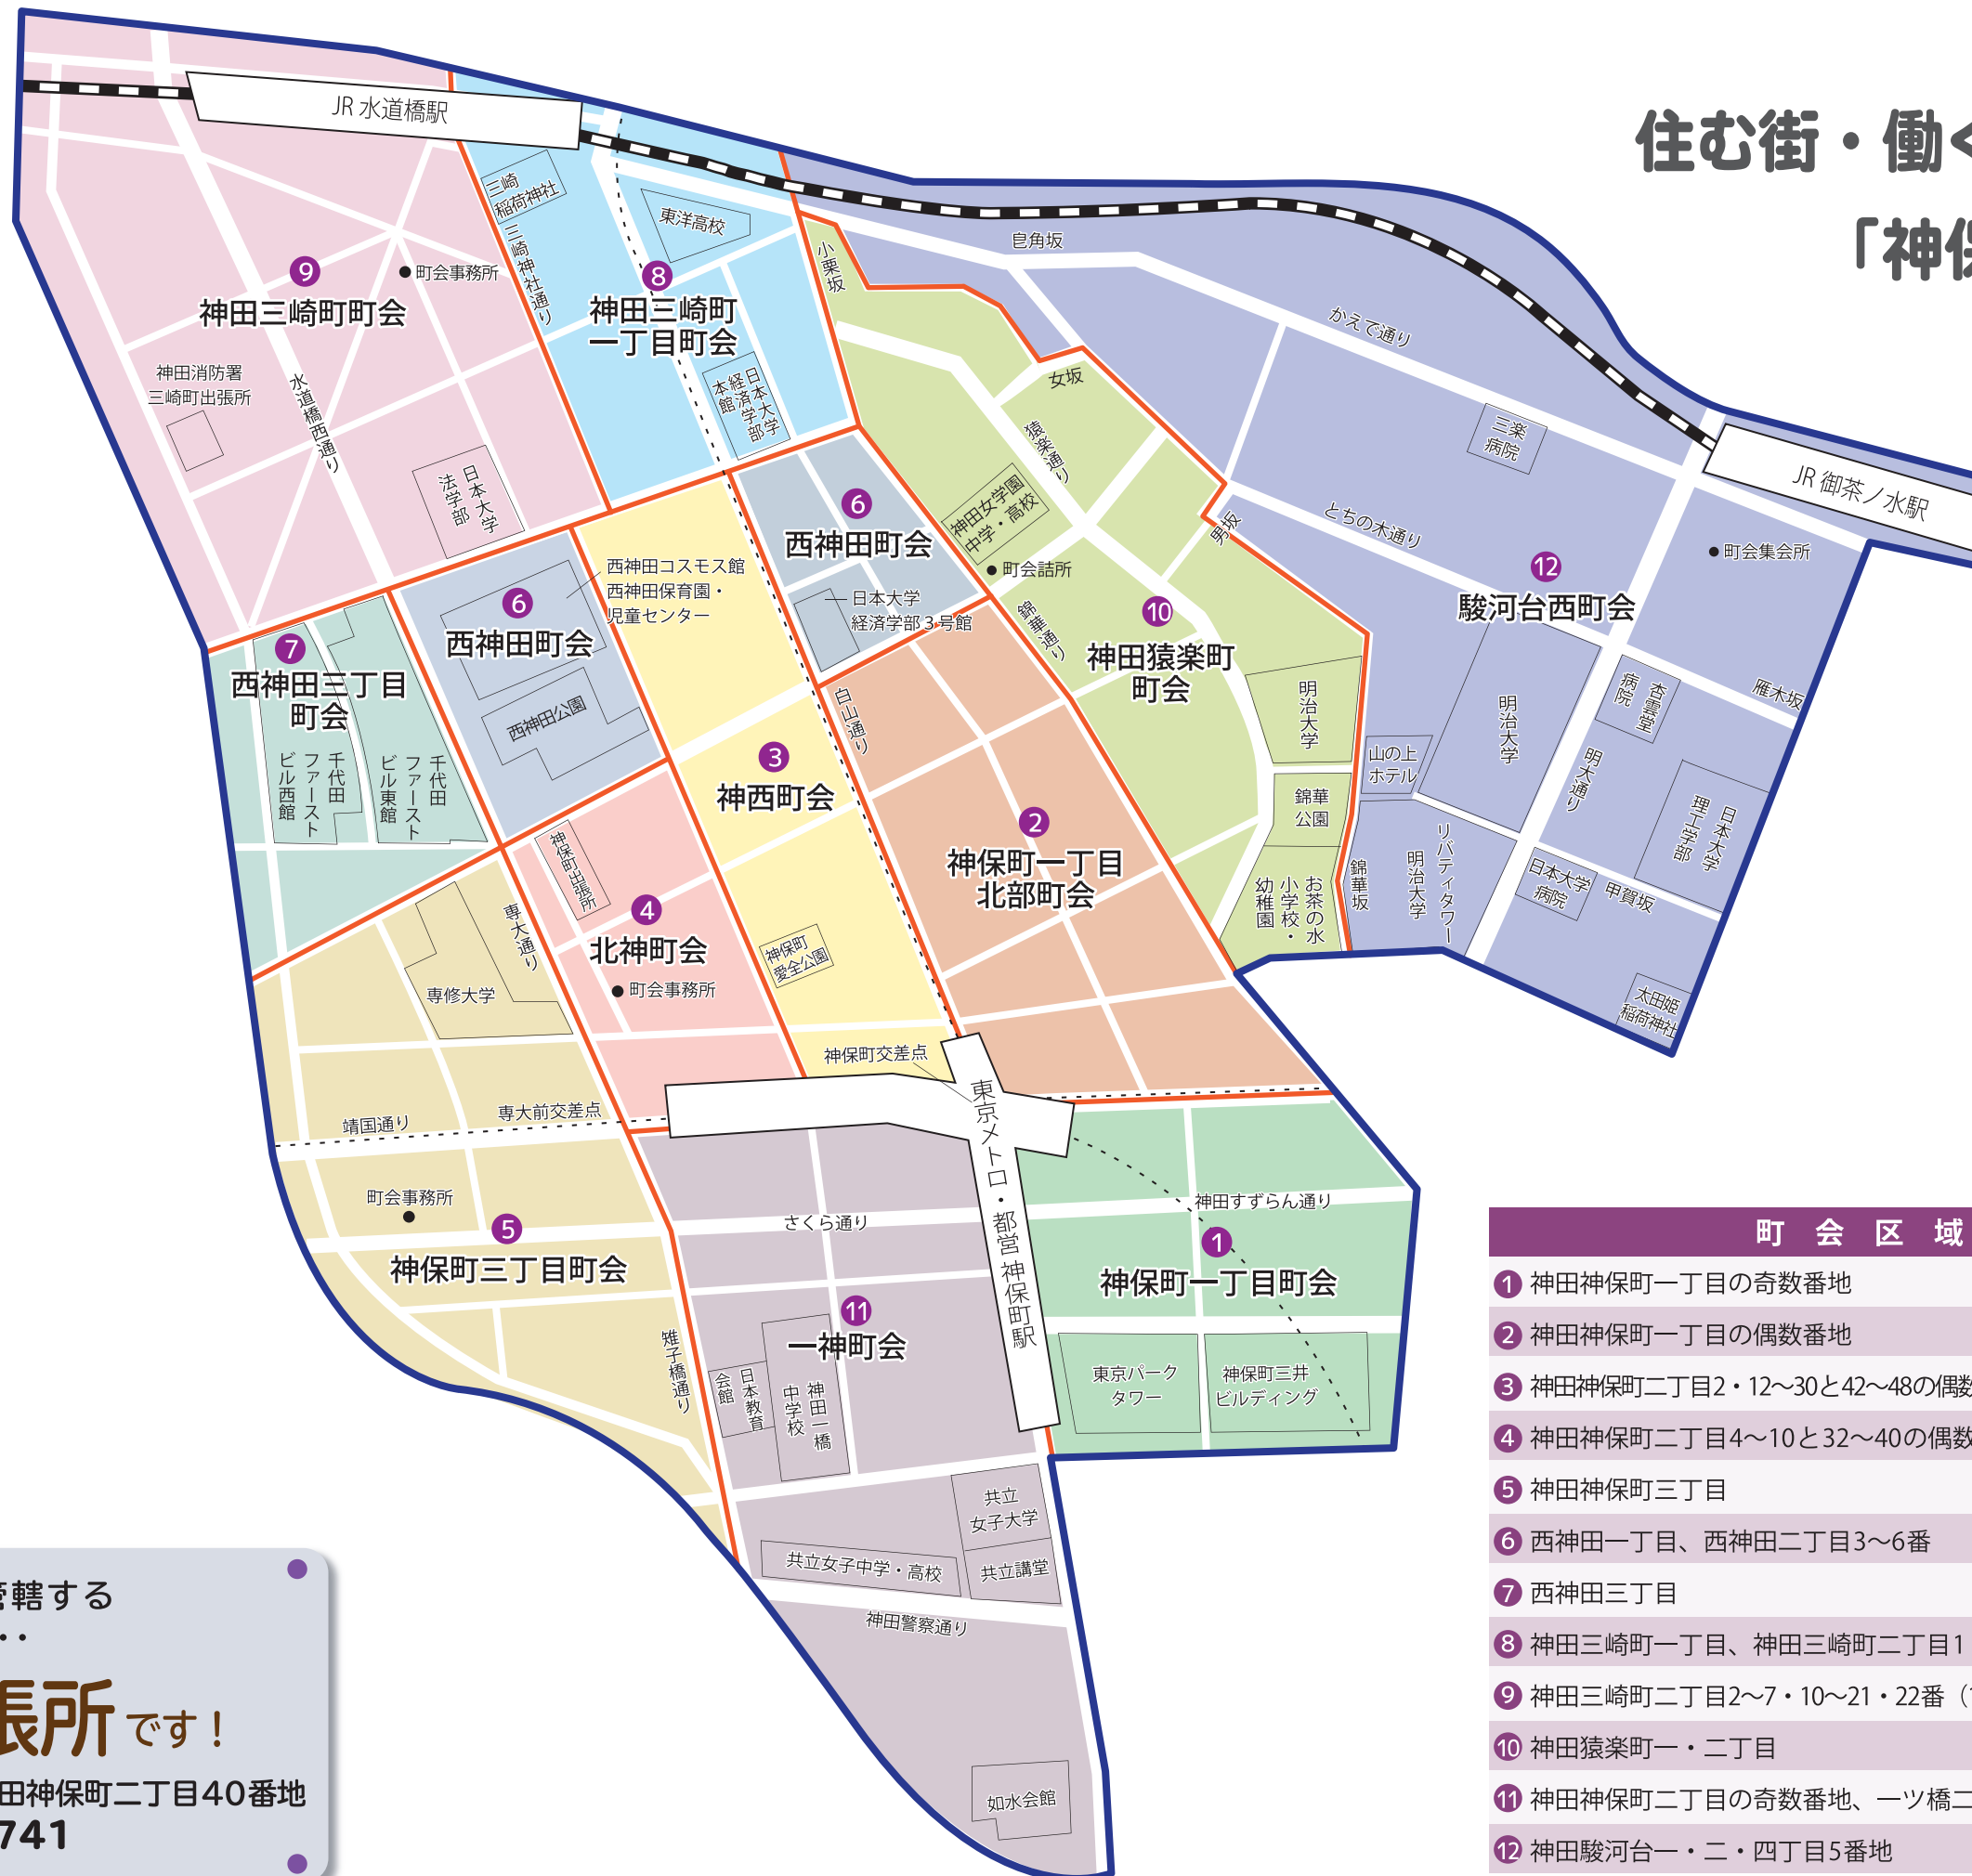 住む街・働く
「神保
JR 水道橋駅
三崎
稲荷神社
三崎神社通り
東洋高校
小栗坂
皀角坂
かえで通り
9
神田三崎町町会
町会事務所
8
神田三崎町
一丁目町会
神田消防署
三崎町出張所
水道橋西通り
日本大学
法学部
日本大学
経済学部
本館
女坂
猿楽通り
三楽
病院
JR 御茶ノ水駅
とちの木通り
男坂
町会集会所
12
駿河台西町会
神田女学園
中学・高校
町会詰所
6
西神田町会
日本大学
経済学部3号館
錦華通り
10
神田猿楽町
町会
西神田コスモス館
西神田保育園・
児童センター
6
西神田町会
西神田公園
7
西神田三丁目
町会
千代田
ファースト
ビル西館
千代田
ファースト
ビル東館
白山通り
3
神西町会
2
神保町一丁目
北部町会
明治大学
山の上
ホテル
明治大学
杏雲堂
病院
雁木坂
明大通り
日本大学
理工学部
錦華
公園
お茶の水
小学校・
幼稚園
錦華坂
リバティタワー
明治大学
日本大学
病院
甲賀坂
太田姫
稲荷神社
神保町出張所
4
北神町会
町会事務所
神保町
愛全公園
専大通り
専修大学
神保町交差点
東京メトロ・都営 神保町駅
靖国通り
専大前交差点
町会事務所
5
神保町三丁目町会
さくら通り
神田すずらん通り
1
神保町一丁目町会
11
一神町会
雉子橋通り
日本教育
会館
神田一橋
中学校
東京パーク
タワー
神保町三井
ビルディング
共立
女子大学
共立講堂
共立女子中学・高校
神田警察通り
如水会館
町会区域
1 神田神保町一丁目の奇数番地
2 神田神保町一丁目の偶数番地
3 神田神保町二丁目2・12〜30と42〜48の偶数
4 神田神保町二丁目4〜10と32〜40の偶数
5 神田神保町三丁目
6 西神田一丁目、西神田二丁目3〜6番
7 西神田三丁目
8 神田三崎町一丁目、神田三崎町二丁目1
9 神田三崎町二丁目2〜7・10〜21・22番（
10 神田猿楽町一・二丁目
11 神田神保町二丁目の奇数番地、一ツ橋二
12 神田駿河台一・二・四丁目5番地
管轄する
‥
張所です！
田神保町二丁目40番地
741